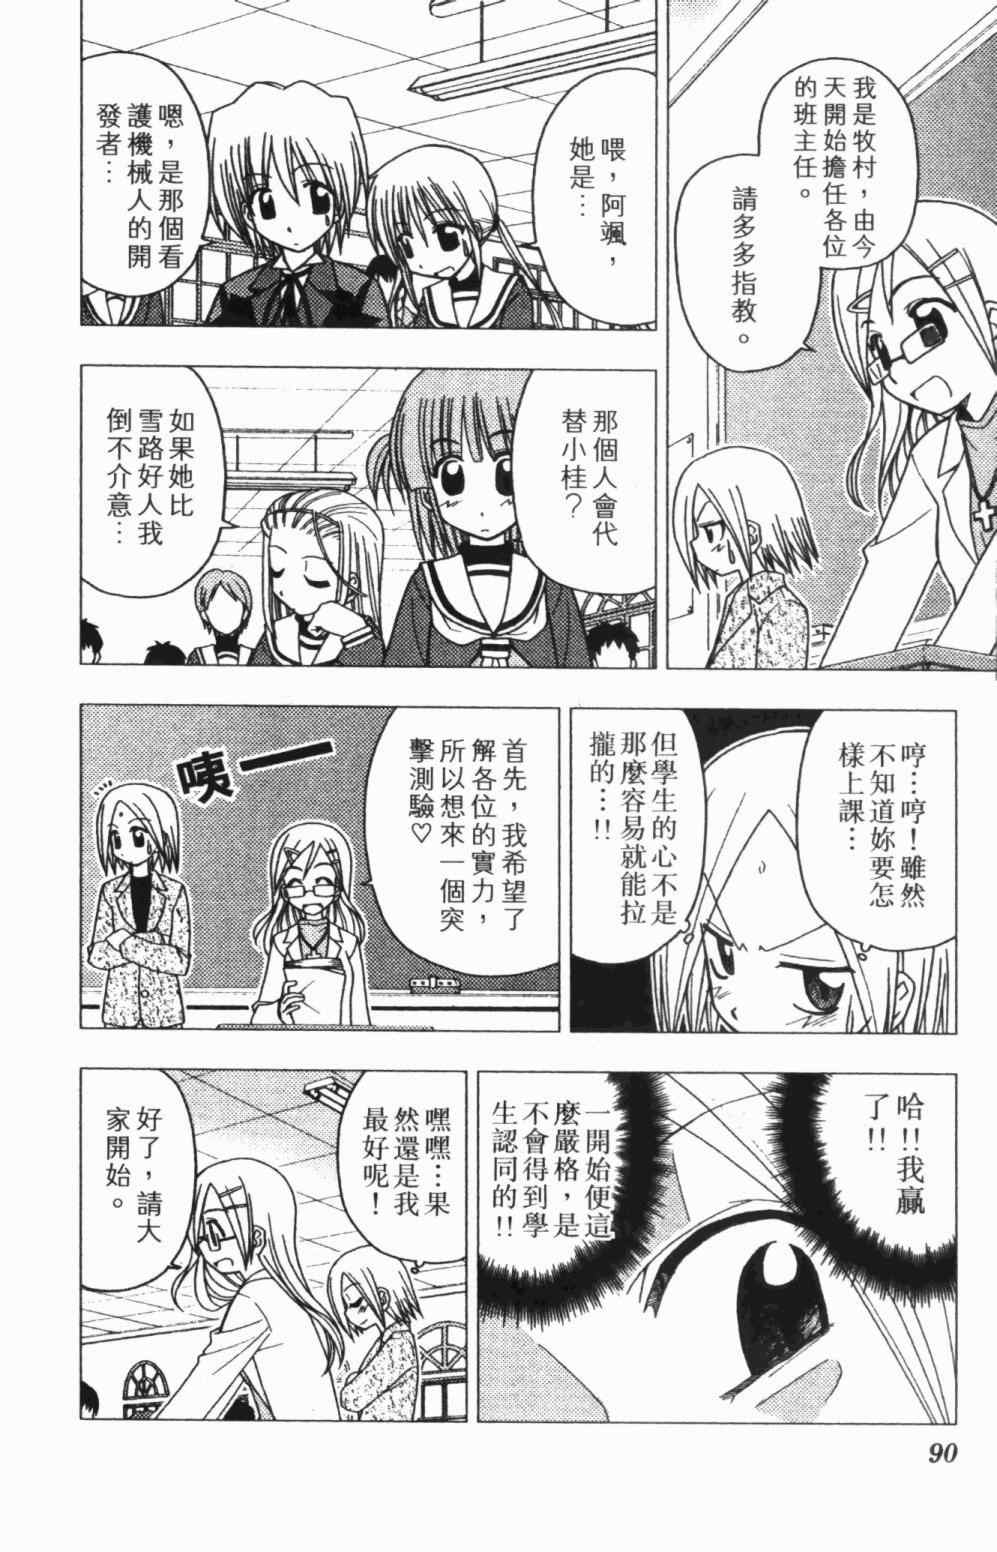 我是牧村，由今
天開始擔任各位
的班主任。
請多多指教。
喂，阿颯，
她是…
嗯，是那個看
護機械人的開
發者…
那個人會代
替小桂？
如果她比
雪路好人我
倒不介意…
哼…哼！雖然
不知道妳要怎
樣上課…
但學生的心不是
那麼容易就能拉
攏的…!!
首先，我希望了
解各位的實力，
所以想來一個突
擊測驗♡
咦——
哈!!我贏
了!!
一開始便這
麼嚴格，是
不會得到學
生認同的!!
嘿嘿…果
然還是我
最好呢！
好了，請大
家開始。
90